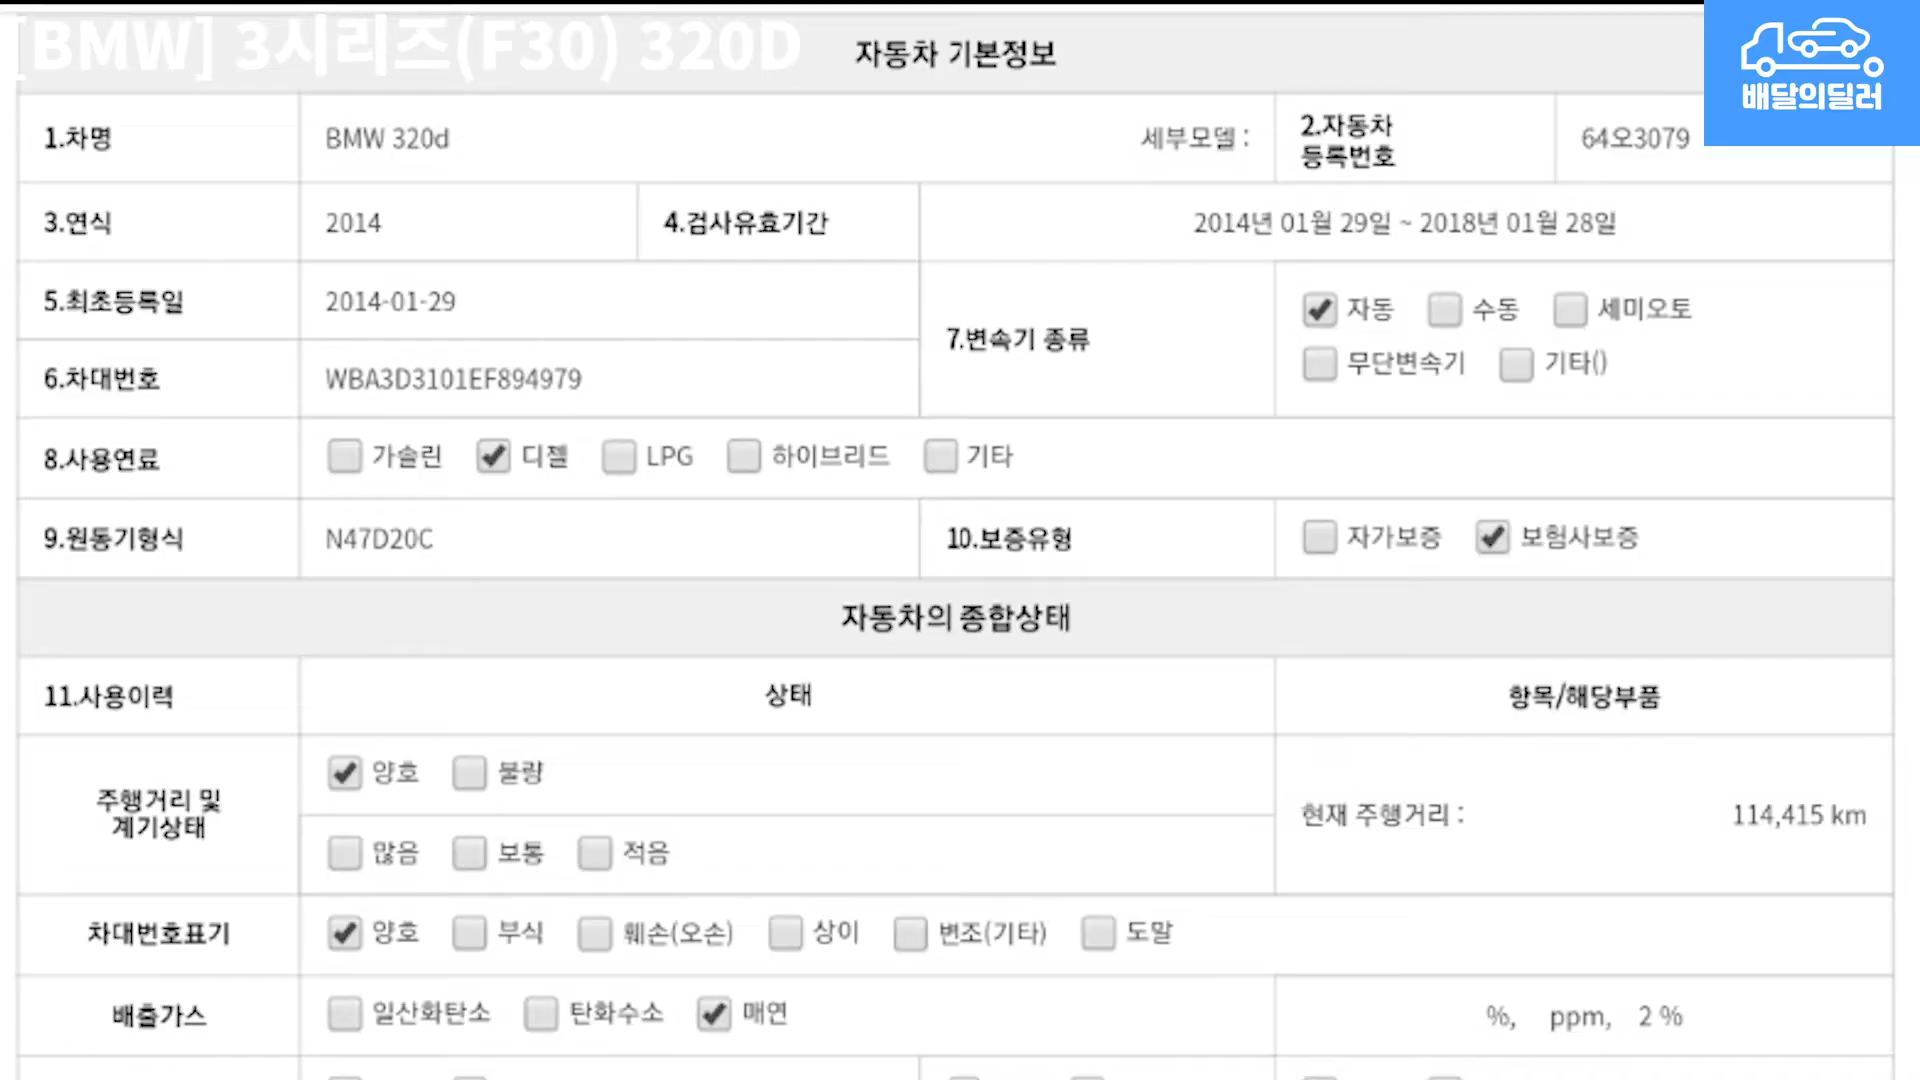 [BMW] 3시리즈(F30) 320D
자동차 기본정보
배달의딜러
1.차명 BMW 320d 세부모델 : 2.자동차 등록번호 64오3079
3.연식 2014 4.검사유효기간 2014년 01월 29일 ~ 2018년 01월 28일
5.최초등록일 2014-01-29
7.변속기 종류 자동 수동 세미오토
무단변속기 기타()
6.차대번호 WBA3D3101EF894979
8.사용연료 가솔린 디젤 LPG 하이브리드 기타
9.원동기형식 N47D20C 10.보증유형 자가보증 보험사보증
자동차의 종합상태
11.사용이력 상태 항목/해당부품
주행거리 및 계기상태 양호 불량
많음 보통 적음
현재 주행거리 : 114,415 km
차대번호표기 양호 부식 훼손(오손) 상이 변조(기타) 도말
배출가스 일산화탄소 탄화수소 매연 %, ppm, 2 %